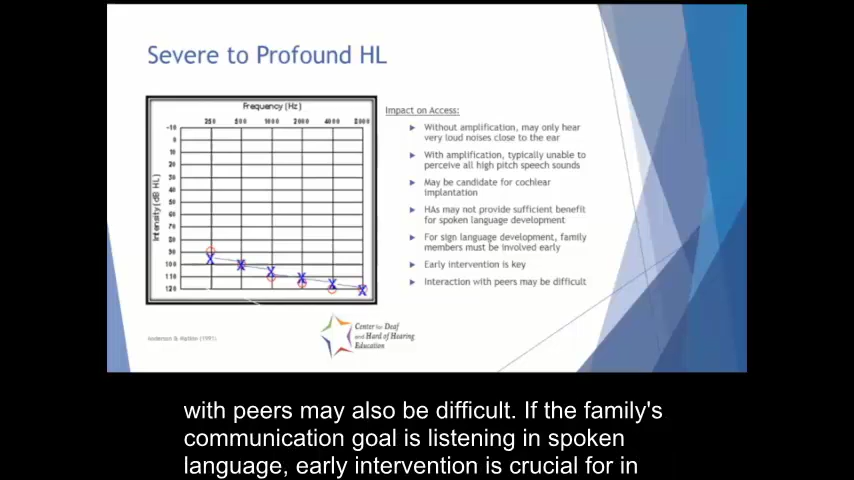 Severe to Profound HL
Frequency (Hz)
250 500 1000 2000 4000 8000
-10
0
10
20
30
40
50
60
70
80
90
100
110
120
Intensity (dB HL)
Impact on Access:
Without amplification, may only hear
very loud noises close to the ear
With amplification, typically unable to
perceive all high pitch speech sounds
May be candidate for cochlear
implantation
HAs may not provide sufficient benefit
for spoken language development
For sign language development, family
members must be involved early
Early intervention is key
Interaction with peers may be difficult
Center for Deaf
and Hard of Hearing
Education
(1991)
with peers may also be difficult. If the family's
communication goal is listening in spoken
language, early intervention is crucial for in